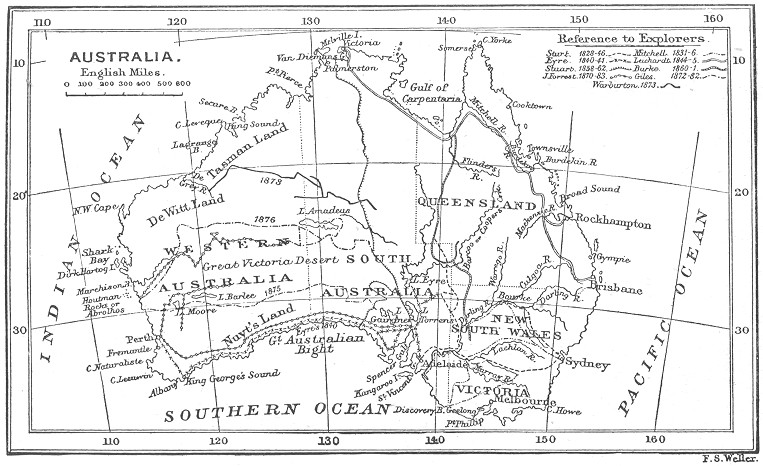 110 120 130 140 150 160
AUSTRALIA.
English Miles.
0 100 200 300 400 500 600
Reference to Explorers.
Sturt. 1828-46. Mitchell. 1831-6.
Eyre. 1840-41. Leichardt. 1844-5.
Stuart. 1858-62. Burke. 1860-1.
J. Forrest. 1870-83. Giles. 1872-82.
Warburton. 1873.
10
10
Melville I.
Victoria
Van Diemens G.
Palmerston
C. Yorke
Somerset
Gulf of
Carpentaria
Secure B.
C. Leveque
King Sound
Lagrange
B.
De Grey R.
Tasman Land
De Witt Land
Mitchell R.
Cooktown
Townsville
Burdekin R.
Flinders
R.
Broad Sound
Mackenzie R.
Rockhampton
QUEENSLAND
20
20
N.W. Cape
1873
1876
L. Amadeus
Barcoo or Coopers Crk.
Warrego R.
Gympie
Brisbane
Shark
Bay
Dirk Hartog I.
WESTERN
AUSTRALIA
Great Victoria Desert
SOUTH
AUSTRALIA
Murchison R.
Houtman
Rocks or
Abrolhos
L. Barlee
1875
L. Moore
Nuyt's Land
Eyre's 1840
L. Eyre
L.
Gairdner
L.
Torrens
Darling R.
Bourke
Darling R.
NEW
SOUTH WALES
Lachlan R.
Sydney
30
30
Perth
Fremantle
C. Naturaliste
C. Leeuwin
Albany
King George's Sound
Gt. Australian
Bight
Spencer Gulf
Kangaroo I.
St. Vincent G.
Adelaide
Murray R.
VICTORIA
Melbourne
Discovery B.
Geelong
Pt. Phillip
C. Howe
INDIAN OCEAN
SOUTHERN OCEAN
PACIFIC OCEAN
110 120 130 140 150 160
F.S. Weller.